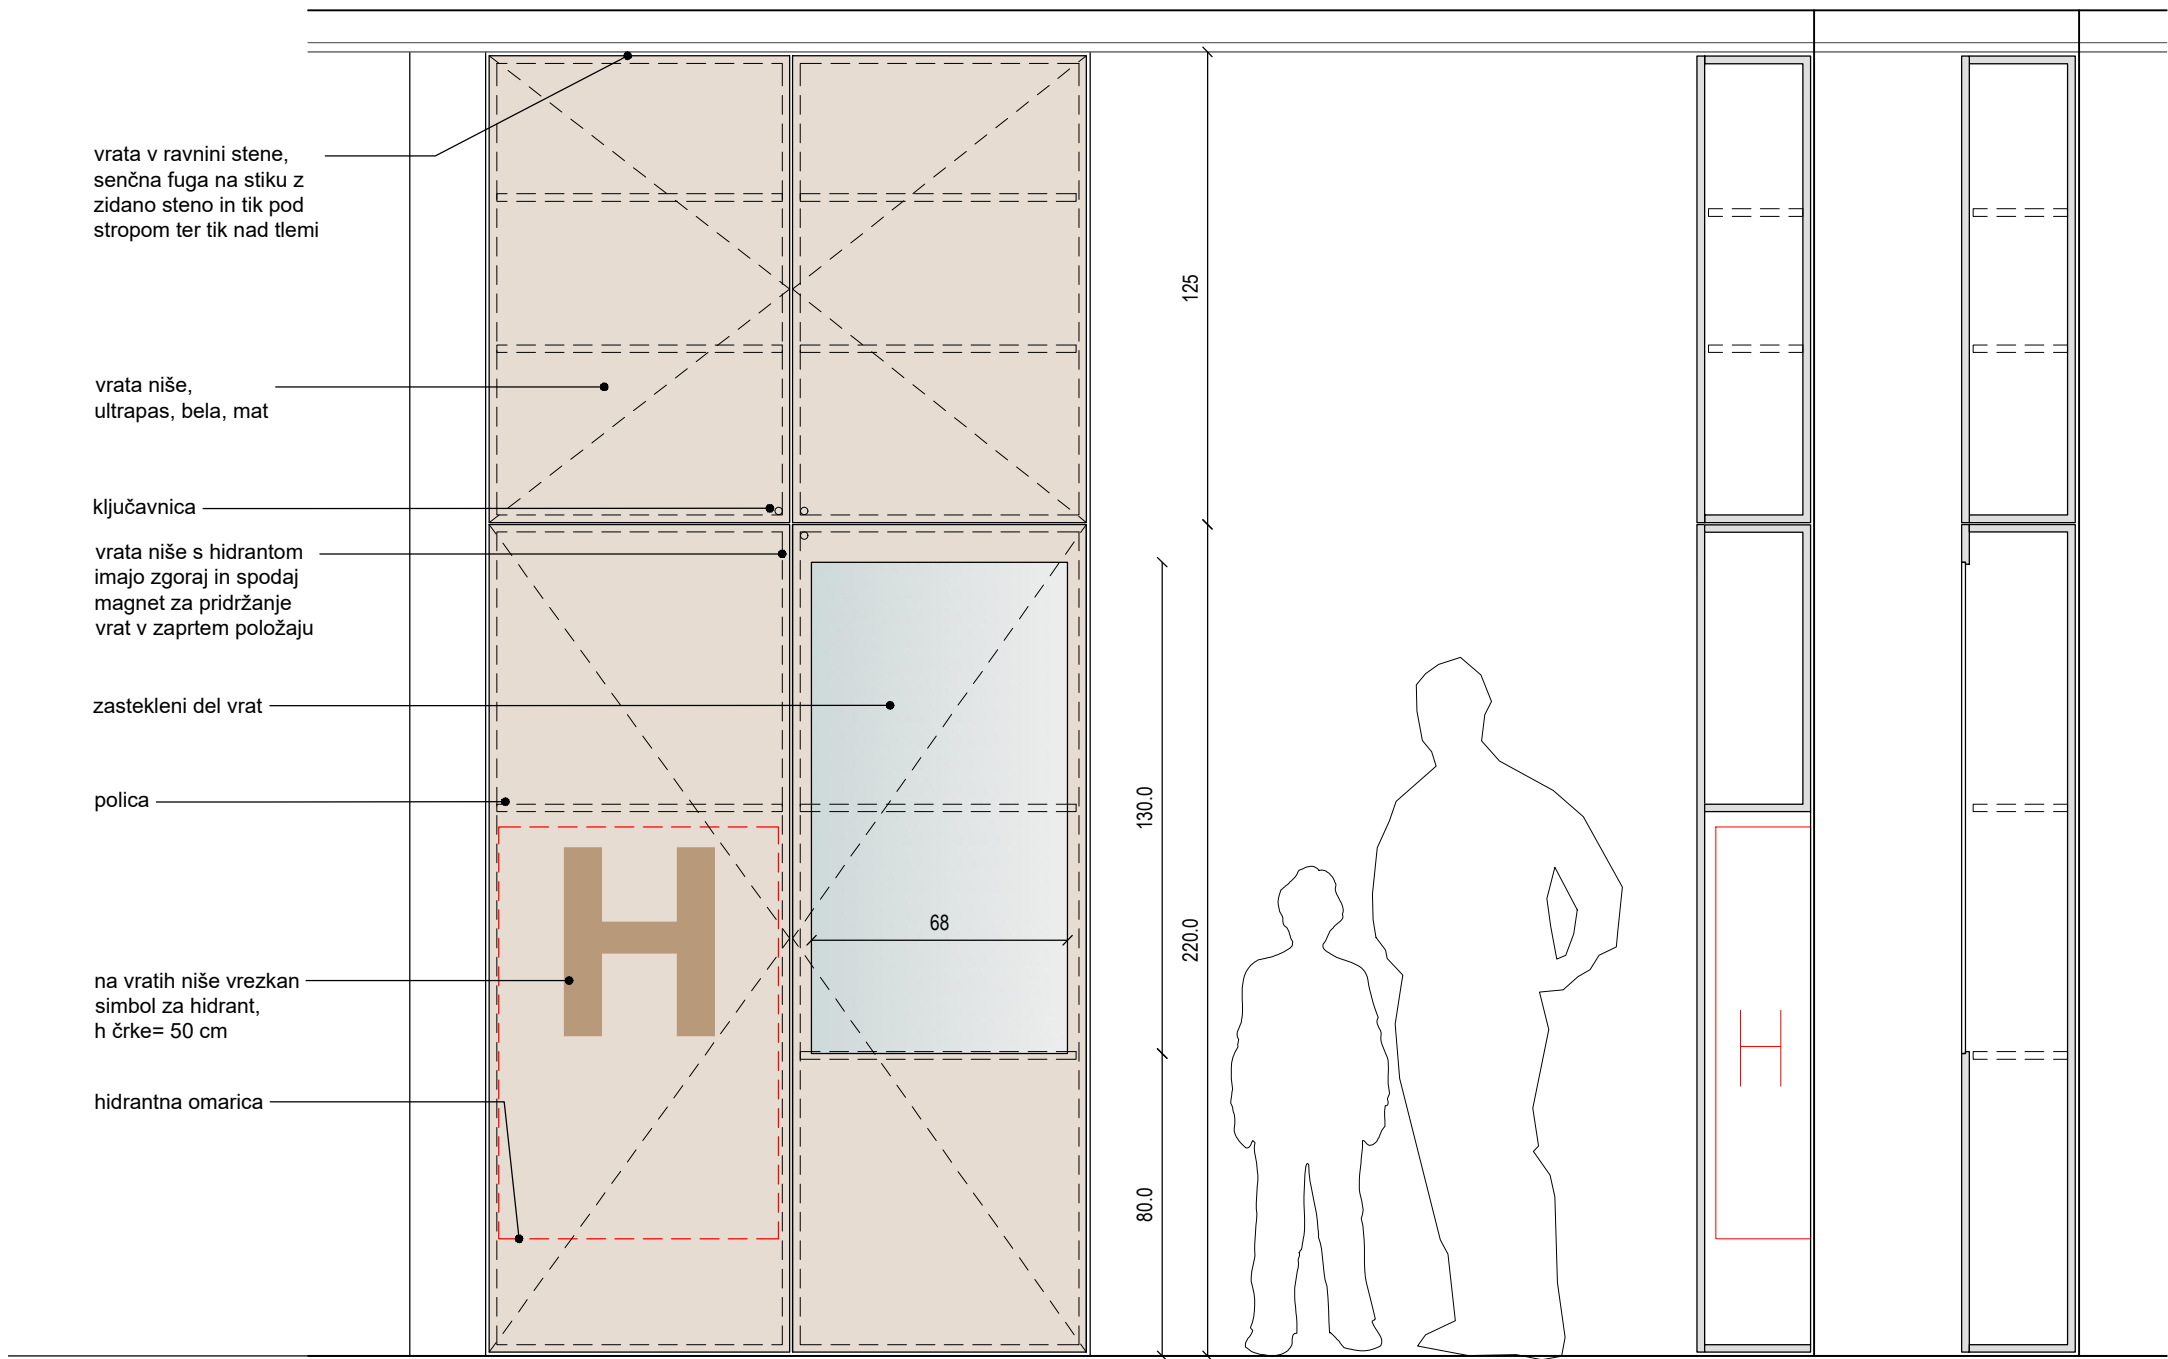 vrata v ravnini stene,
senčna fuga na stiku z
zidano steno in tik pod
stropom ter tik nad tlemi
vrata niše,
ultrapas, bela, mat
ključavnica
vrata niše s hidrantom
imajo zgoraj in spodaj
magnet za pridržanje
vrat v zaprtem položaju
zastekleni del vrat
polica
na vratih niše vrezkan
simbol za hidrant,
h črke= 50 cm
hidrantna omarica
H
68
125
130.0
220.0
80.0
H